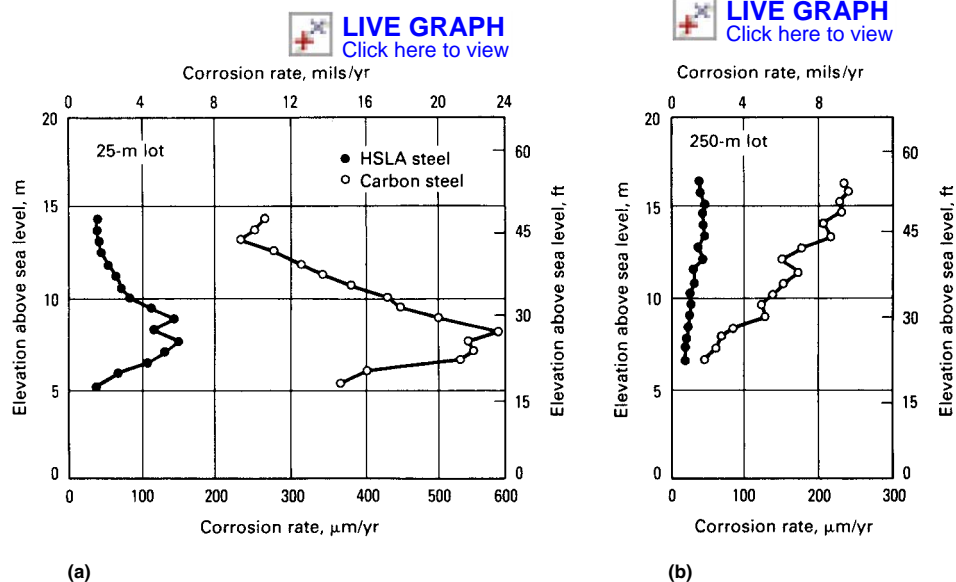 LIVE GRAPH
Click here to view
LIVE GRAPH
Click here to view
Corrosion rate, mils/yr
0 4 8 12 16 20 24
20
15
10
5
0
Elevation above sea level, m
25-m lot
HSLA steel
Carbon steel
60
45
30
15
0
Elevation above sea level, ft
0 100 200 300 400 500 600
Corrosion rate, μm/yr
(a)
Corrosion rate, mils/yr
0 4 8
20
15
10
5
0
Elevation above sea level, m
250-m lot
60
45
30
15
0
Elevation above sea level, ft
0 100 200 300
Corrosion rate, μm/yr
(b)